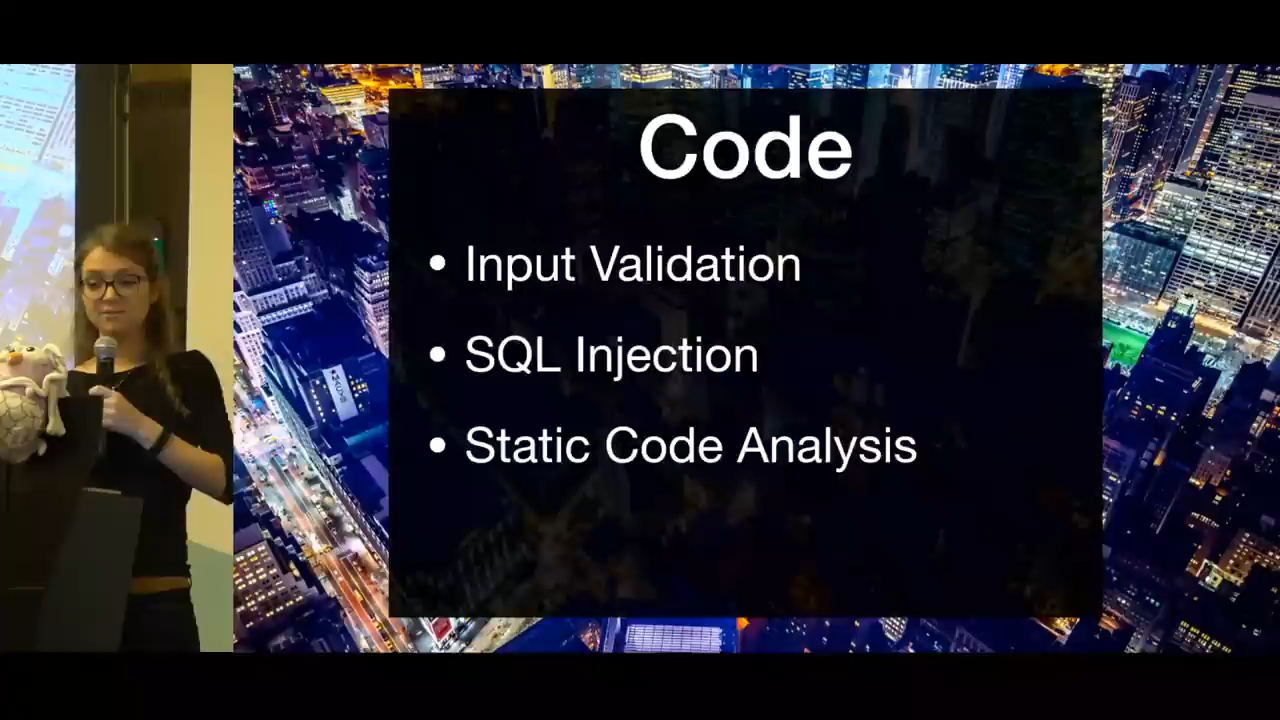 Code
• Input Validation
• SQL Injection
• Static Code Analysis